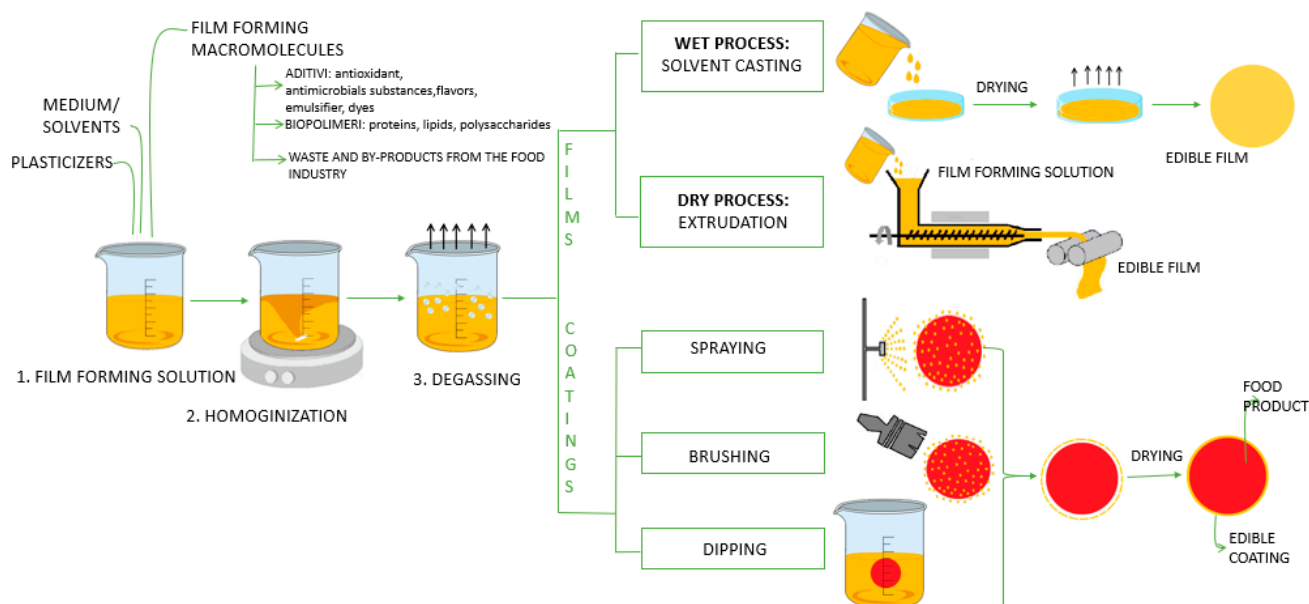 FILM FORMING
MACROMOLECULES
ADITIVI: antioxidant,
antimicrobials substances,flavors,
emulsifier, dyes
BIOPOLIMERI: proteins, lipids, polysaccharides
WASTE AND BY-PRODUCTS FROM THE FOOD
INDUSTRY
MEDIUM/
SOLVENTS
PLASTICIZERS
1. FILM FORMING SOLUTION
2. HOMOGINIZATION
3. DEGASSING
FILMS
COATINGS
WET PROCESS:
SOLVENT CASTING
DRYING
EDIBLE FILM
DRY PROCESS:
EXTRUDATION
FILM FORMING SOLUTION
EDIBLE FILM
SPRAYING
BRUSHING
DIPPING
DRYING
FOOD
PRODUCT
EDIBLE
COATING